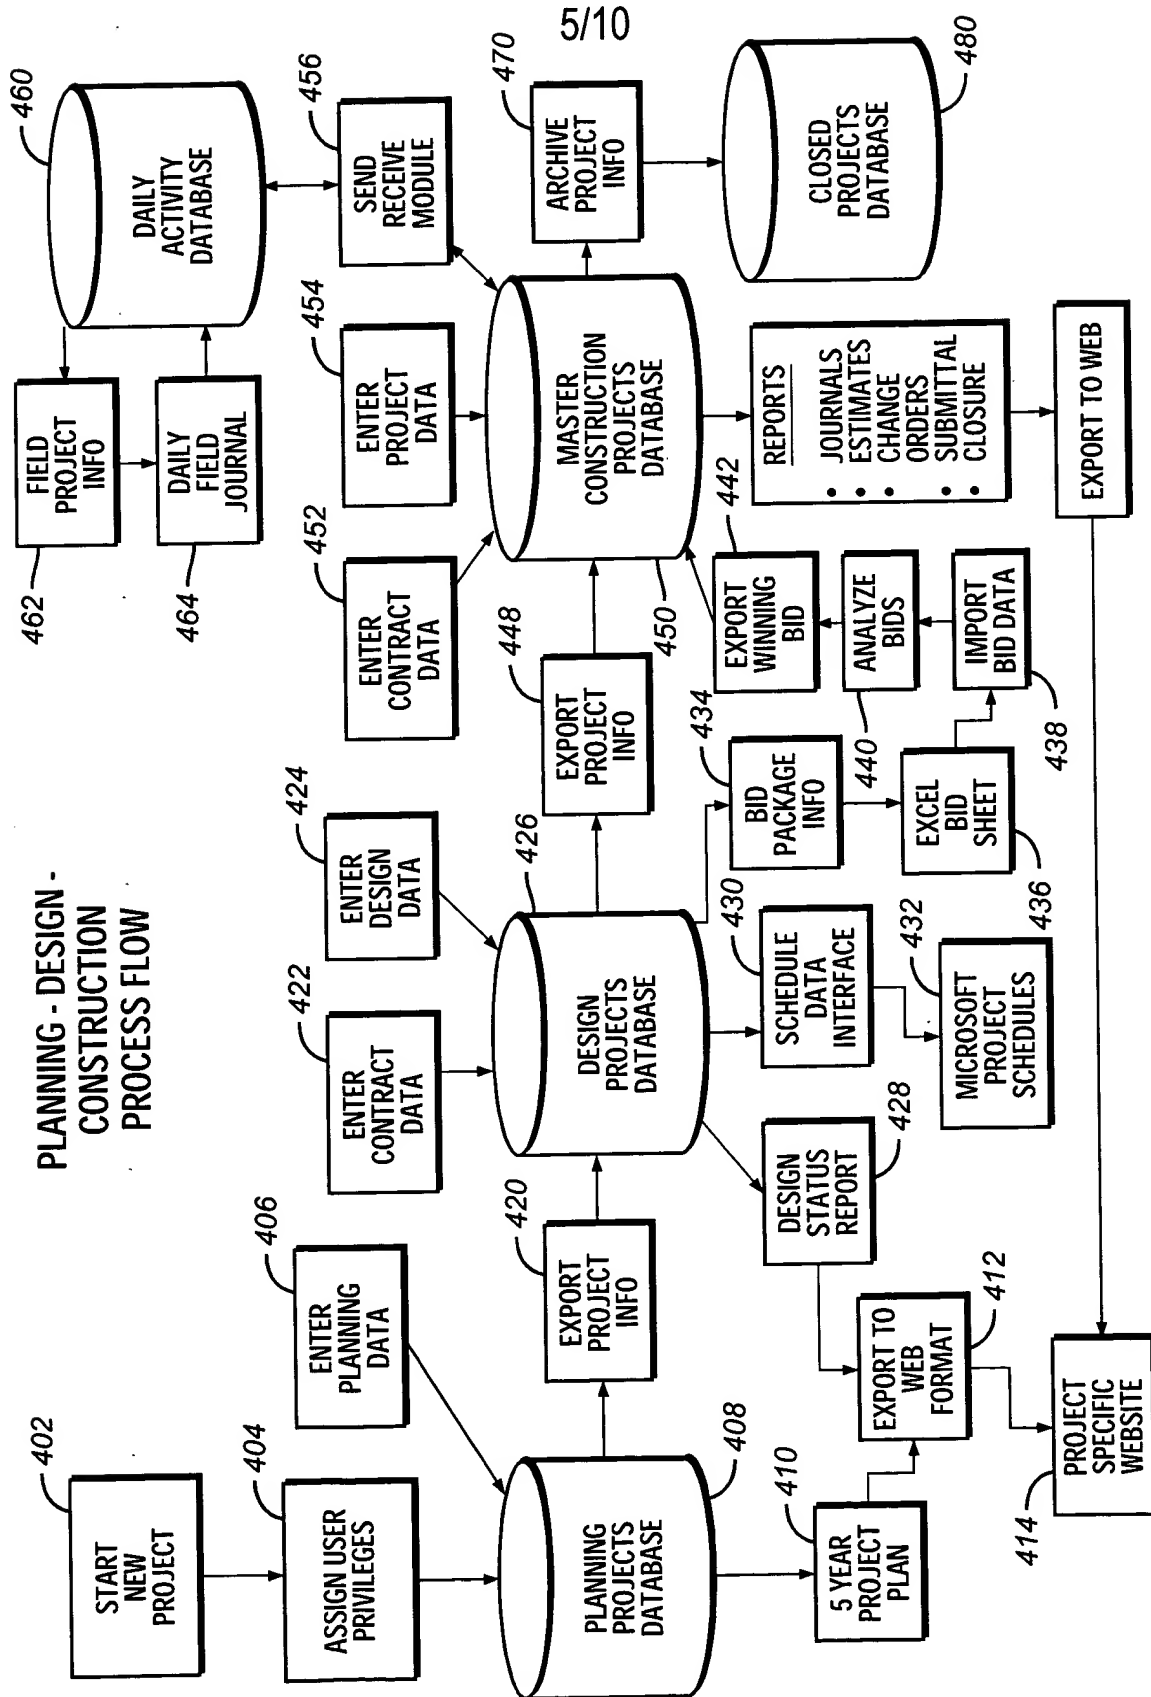 5/10
PLANNING - DESIGN -
CONSTRUCTION
PROCESS FLOW
402
START
NEW
PROJECT
404
ASSIGN USER
PRIVILEGES
406
ENTER
PLANNING
DATA
PLANNING
PROJECTS
DATABASE
408
410
5 YEAR
PROJECT
PLAN
EXPORT TO
WEB
FORMAT
412
414
PROJECT
SPECIFIC
WEBSITE
420
EXPORT
PROJECT
INFO
422
ENTER
CONTRACT
DATA
424
ENTER
DESIGN
DATA
426
DESIGN
PROJECTS
DATABASE
DESIGN
STATUS
REPORT
428
430
SCHEDULE
DATA
INTERFACE
432
MICROSOFT
PROJECT
SCHEDULES
434
BID
PACKAGE
INFO
EXCEL
BID
SHEET
436
IMPORT
BID DATA
438
ANALYZE
BIDS
440
442
EXPORT
WINNING
BID
448
EXPORT
PROJECT
INFO
450
MASTER
CONSTRUCTION
PROJECTS
DATABASE
452
ENTER
CONTRACT
DATA
454
ENTER
PROJECT
DATA
456
SEND
RECEIVE
MODULE
460
DAILY
ACTIVITY
DATABASE
FIELD
PROJECT
INFO
462
DAILY
FIELD
JOURNAL
464
470
ARCHIVE
PROJECT
INFO
CLOSED
PROJECTS
DATABASE
480
REPORTS
• JOURNALS
• ESTIMATES
• CHANGE
ORDERS
• SUBMITTAL
• CLOSURE
EXPORT TO WEB